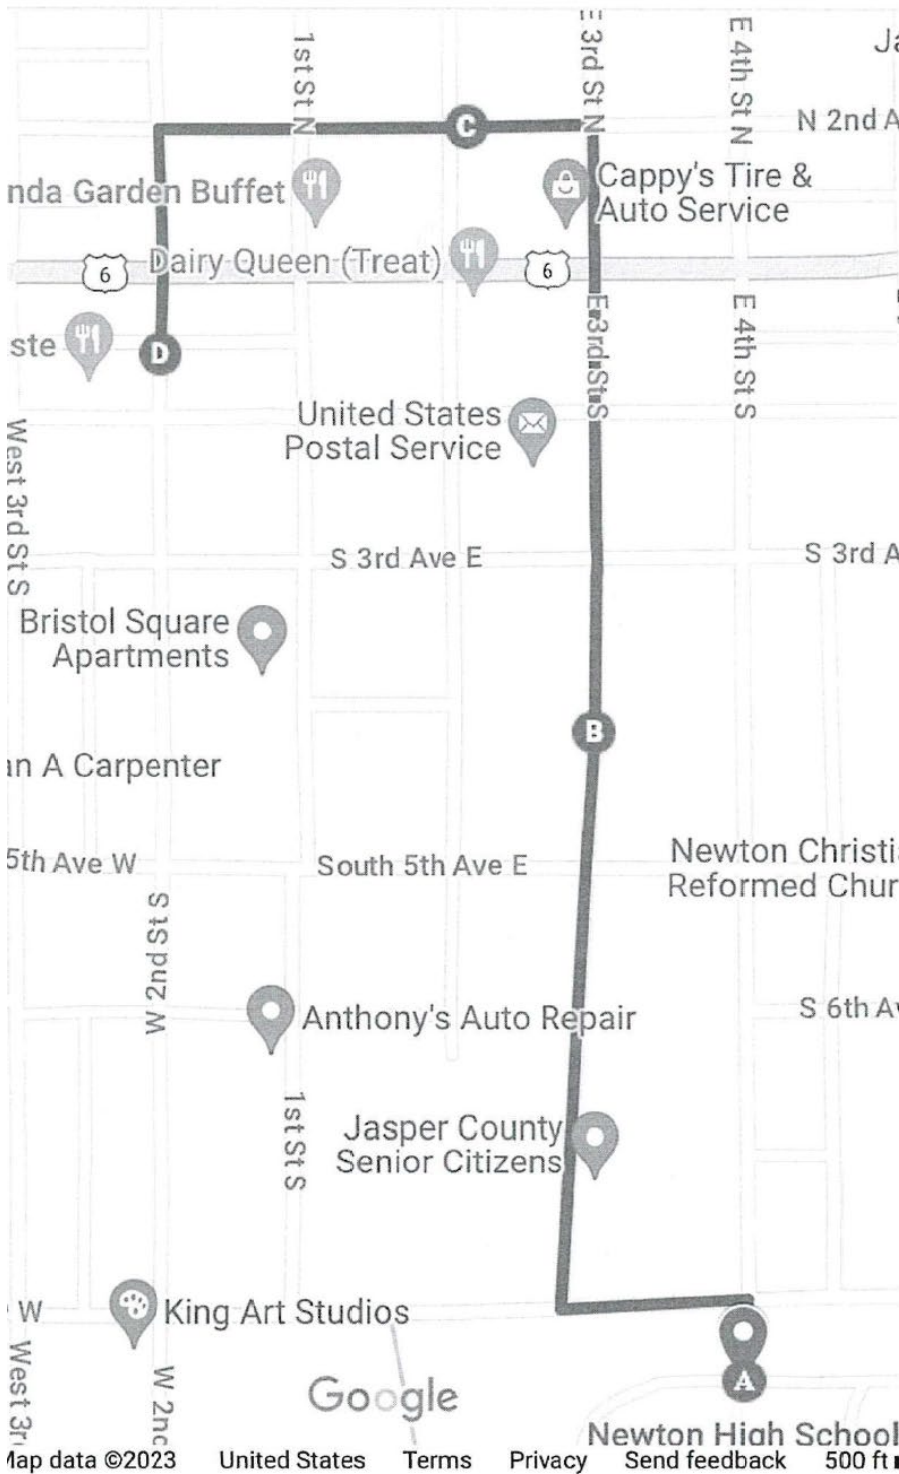 Ja
1st St N
E 3rd St N
E 4th St N
N 2nd A
C
nda Garden Buffet
Cappy's Tire &
Auto Service
6
Dairy Queen (Treat)
6
ste
D
E 3rd St S
E 4th St S
United States
Postal Service
West 3rd St S
S 3rd Ave E
S 3rd A
Bristol Square
Apartments
B
an A Carpenter
5th Ave W
South 5th Ave E
Newton Christi
Reformed Chur
W 2nd St S
Anthony's Auto Repair
S 6th Av
1st St S
Jasper County
Senior Citizens
W
King Art Studios
West 3r
W 2nd
Google
A
Newton High School
Map data ©2023 United States Terms Privacy Send feedback 500 ft